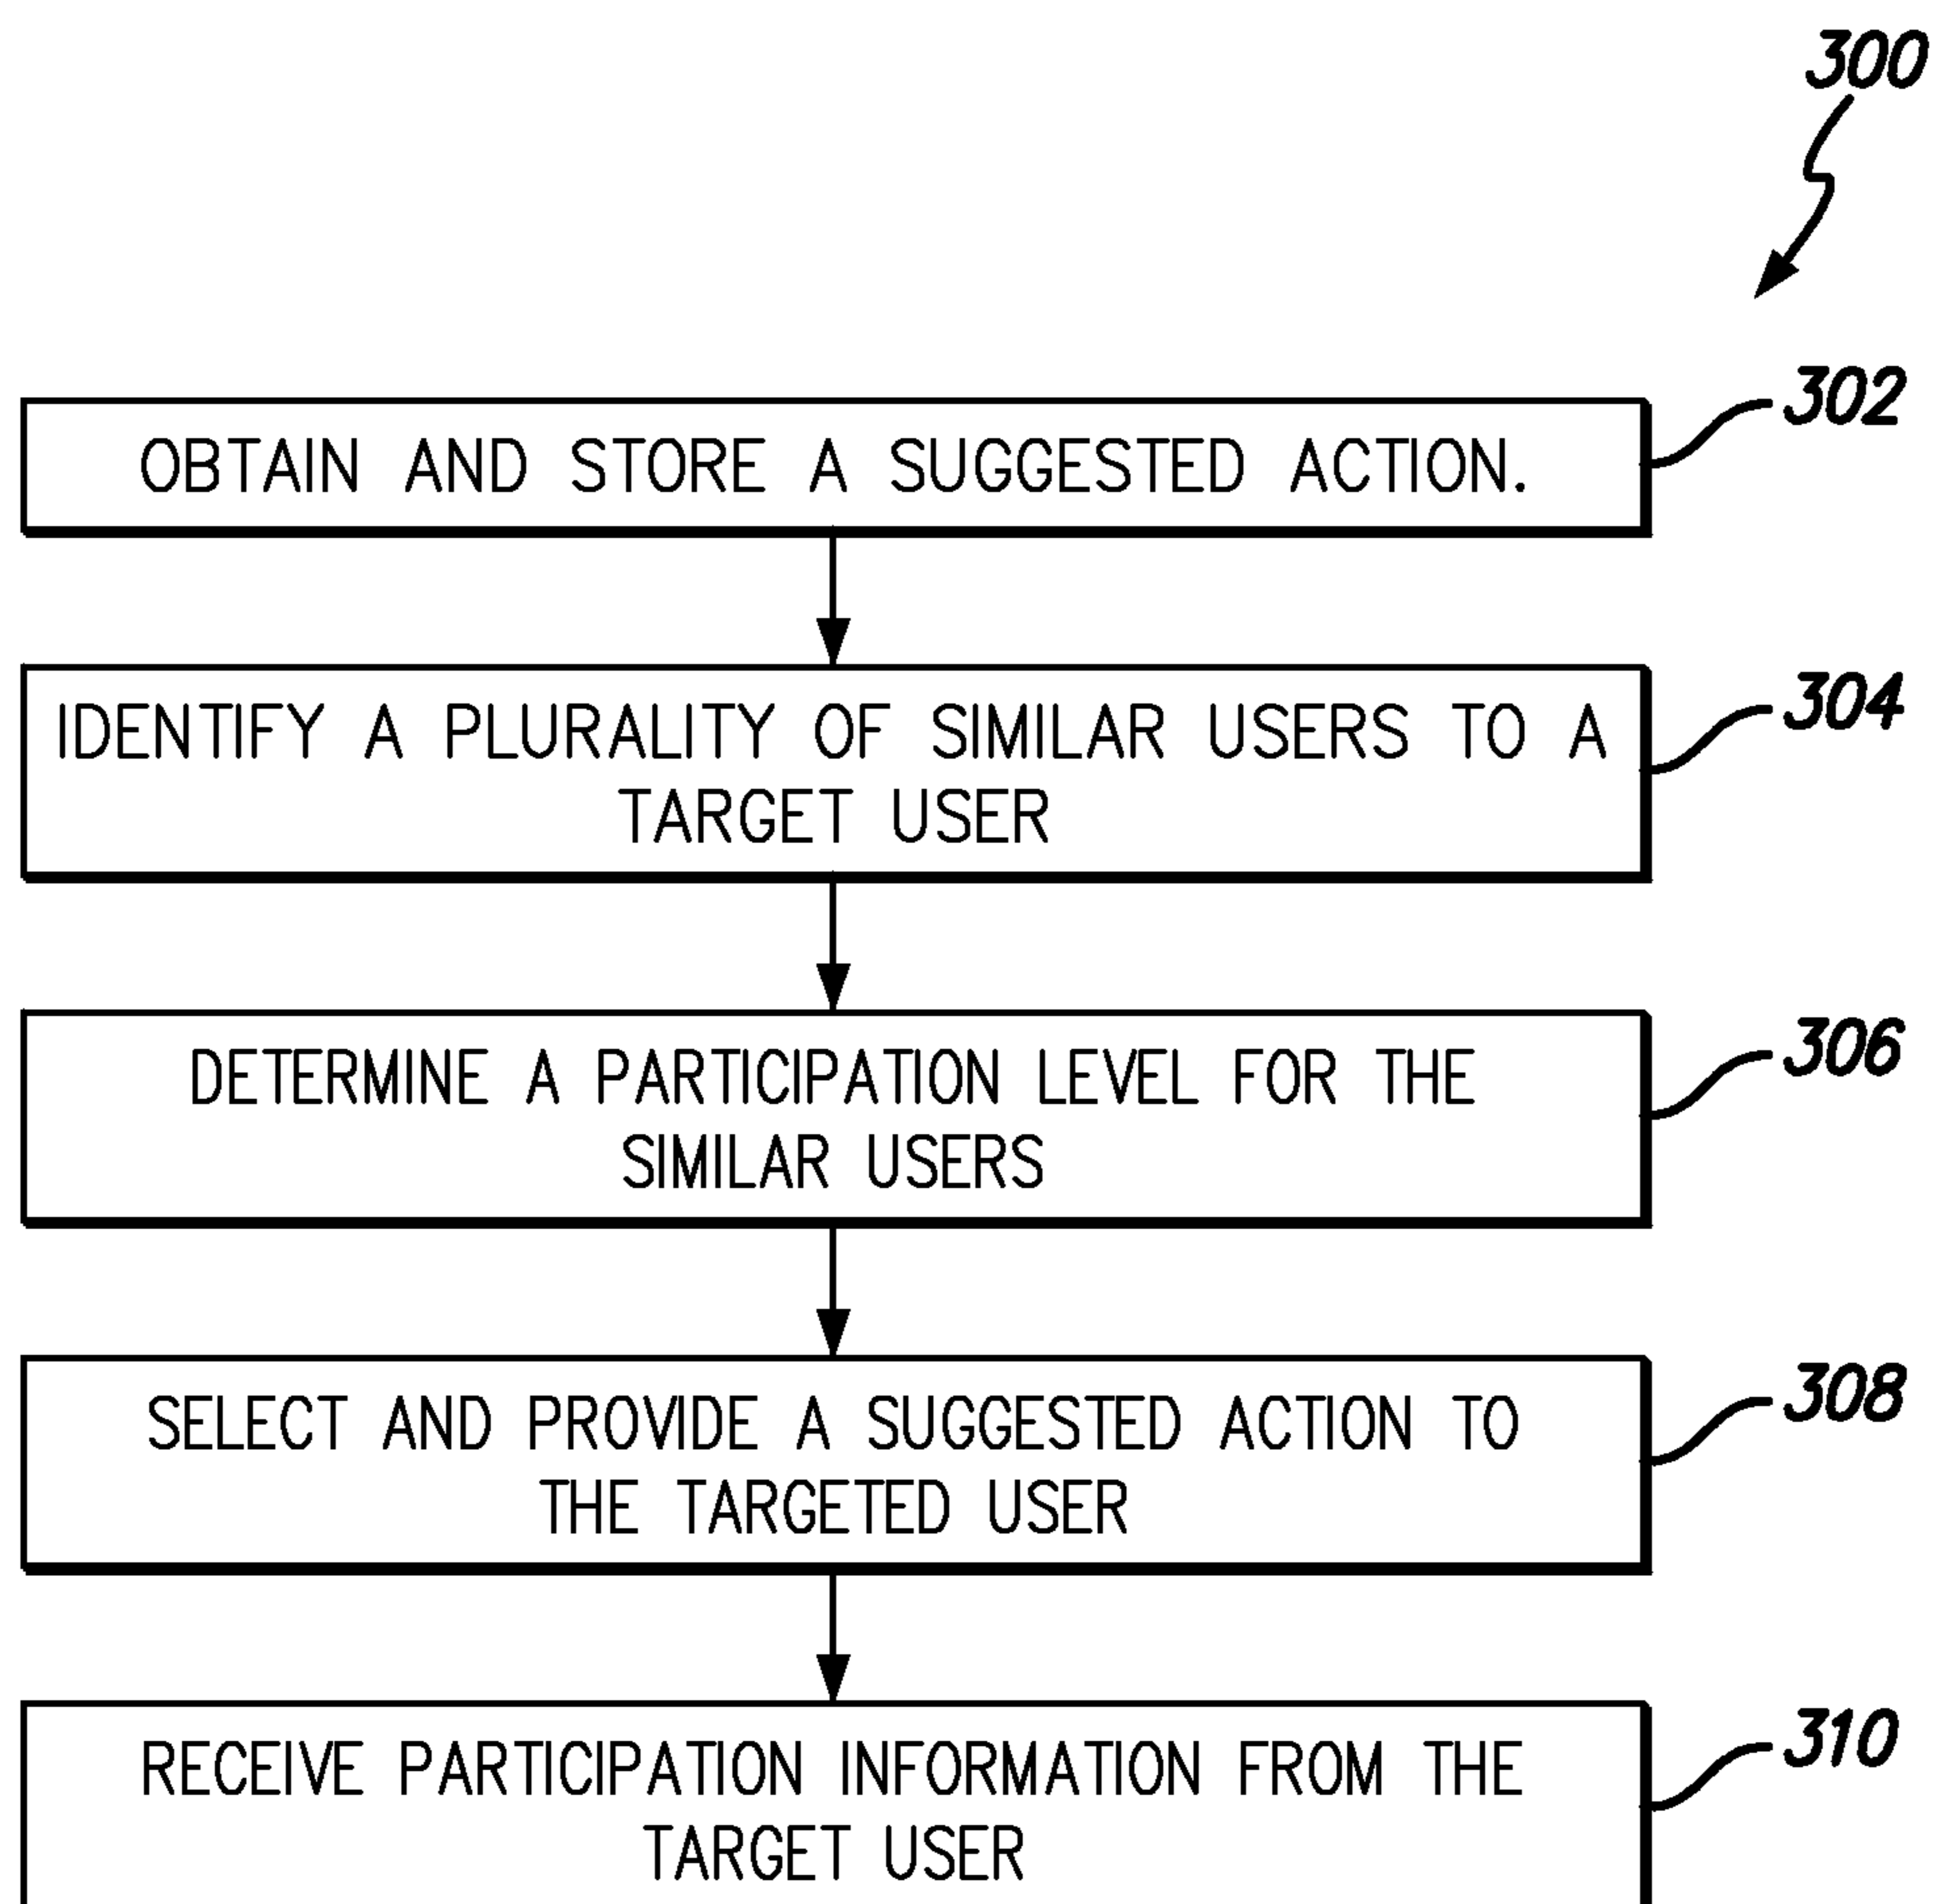 300
302
OBTAIN AND STORE A SUGGESTED ACTION.
304
IDENTIFY A PLURALITY OF SIMILAR USERS TO A
TARGET USER
306
DETERMINE A PARTICIPATION LEVEL FOR THE
SIMILAR USERS
308
SELECT AND PROVIDE A SUGGESTED ACTION TO
THE TARGETED USER
310
RECEIVE PARTICIPATION INFORMATION FROM THE
TARGET USER